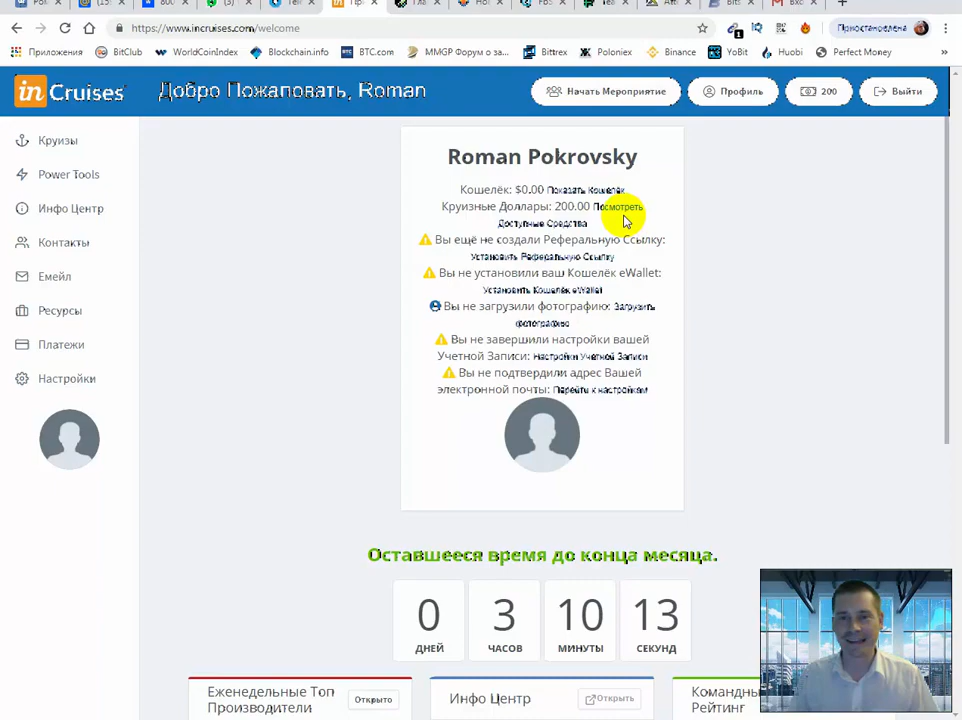 https://www.incruises.com/welcome
Приостановлена
Приложения BitClub WorldCoinIndex Blockchain.info BTC.com MMGP Форум о за... Bittrex Poloniex Binance YoBit Huobi Perfect Money
in Cruises Добро Пожаловать, Roman Начать Мероприятие Профиль 200 Выйти
Круизы
Power Tools
Инфо Центр
Контакты
Емейл
Ресурсы
Платежи
Настройки
Roman Pokrovsky
Кошелёк: $0.00 Показать Кошелёк
Круизные Доллары: 200.00 Посмотреть
Доступные Средства
Вы ещё не создали Реферальную Ссылку:
Установить Реферальную Ссылку
Вы не установили ваш Кошелёк eWallet:
Установить Кошелёк eWallet
Вы не загрузили фотографию: Загрузить
фотографию
Вы не завершили настройки вашей
Учетной Записи: Настройки Учетной Записи
Вы не подтвердили адрес Вашей
электронной почты: Перейти к настройкам
Оставшееся время до конца месяца.
0 3 10 13
ДНЕЙ ЧАСОВ МИНУТЫ СЕКУНД
Еженедельные Топ
Производители
Открыто
Инфо Центр
Открыть
Рейтинг